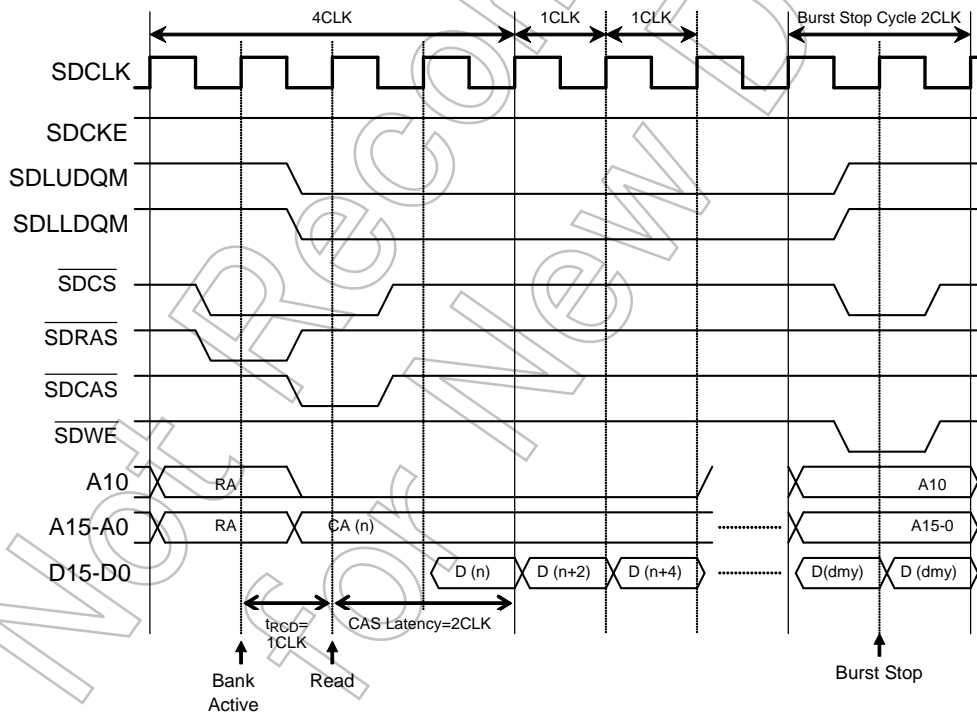 4CLK 1CLK 1CLK Burst Stop Cycle 2CLK
SDCLK
SDCKE
SDLUDQM
SDLLDQM
SDCS
SDRAS
SDCAS
SDWE
A10 RA A10
A15-A0 RA CA (n) A15-0
D15-D0 D (n) D (n+2) D (n+4) D(dmy) D (dmy)
tRCD= CAS Latency=2CLK
1CLK
Bank Read Burst Stop
Active